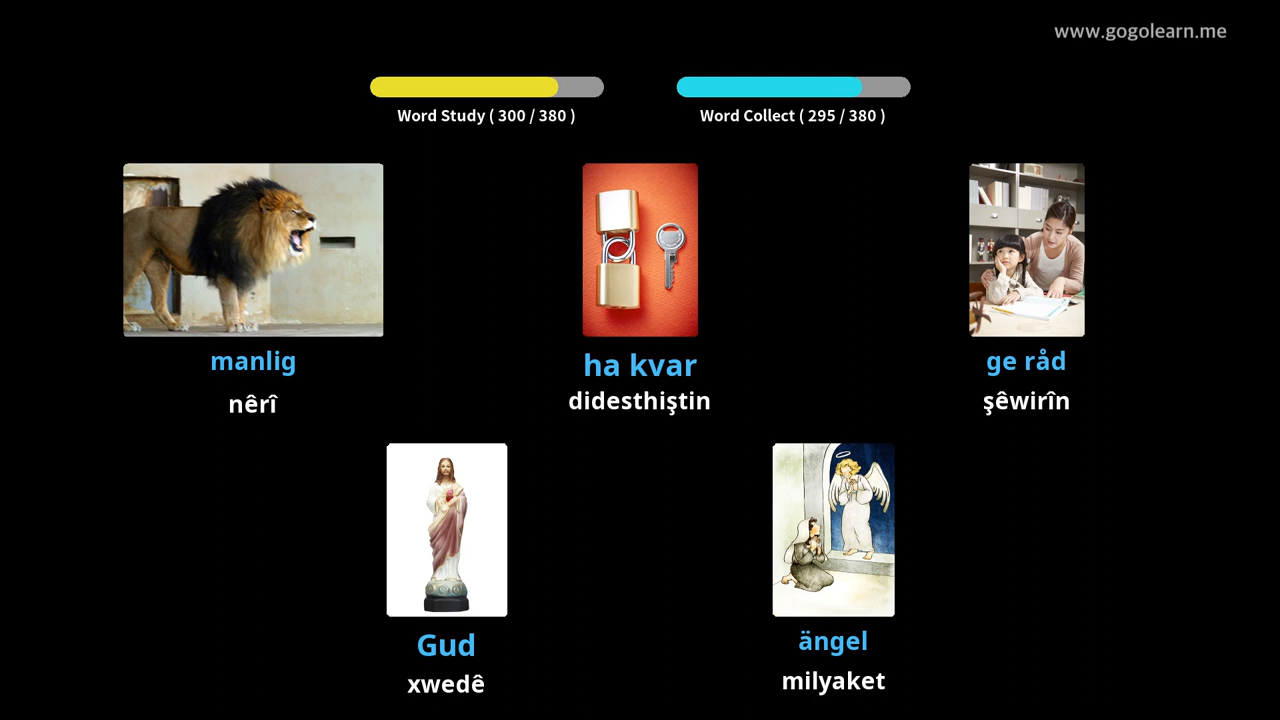 www.gogolearn.me
Word Study ( 300 / 380 )
Word Collect ( 295 / 380 )
manlig
nêrî
ha kvar
didesthiştin
ge råd
şêwirîn
Gud
xwedê
ängel
milyaket